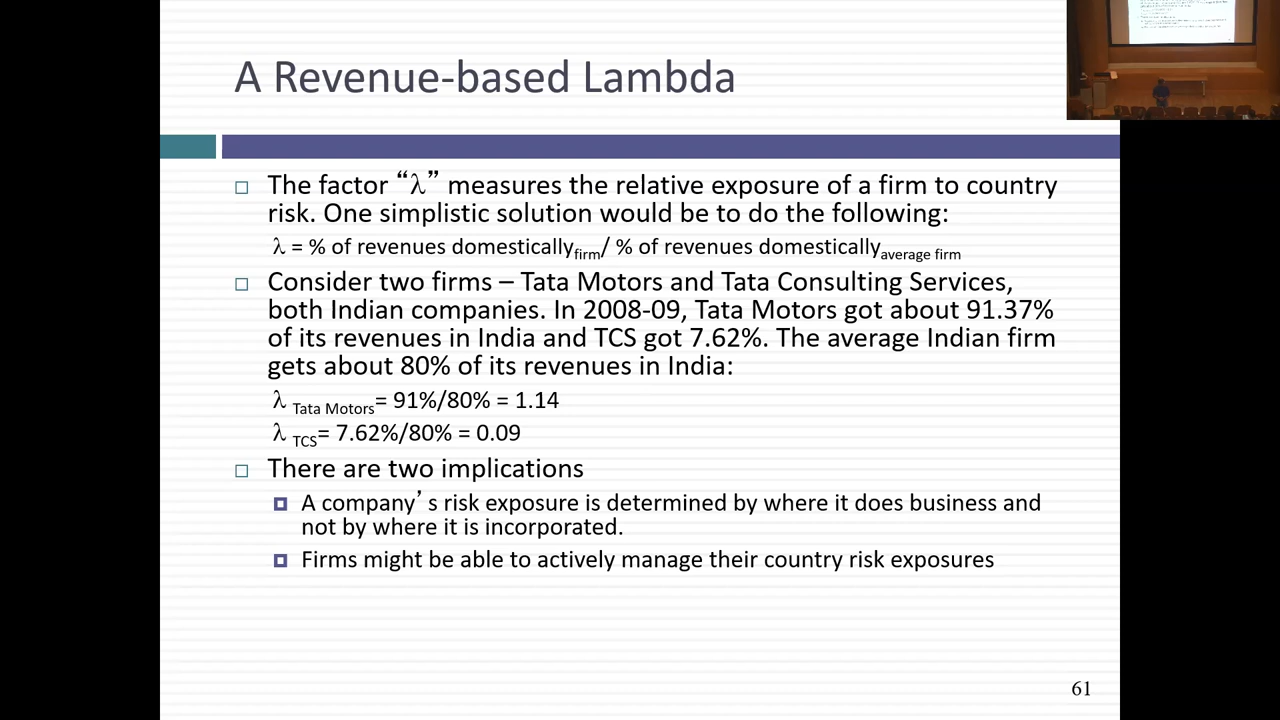 A Revenue-based Lambda
The factor “λ” measures the relative exposure of a firm to country
risk. One simplistic solution would be to do the following:
λ = % of revenues domestically firm/ % of revenues domestically average firm
Consider two firms – Tata Motors and Tata Consulting Services,
both Indian companies. In 2008-09, Tata Motors got about 91.37%
of its revenues in India and TCS got 7.62%. The average Indian firm
gets about 80% of its revenues in India:
λ Tata Motors= 91%/80% = 1.14
λ TCS= 7.62%/80% = 0.09
There are two implications
A company’s risk exposure is determined by where it does business and
not by where it is incorporated.
Firms might be able to actively manage their country risk exposures
61